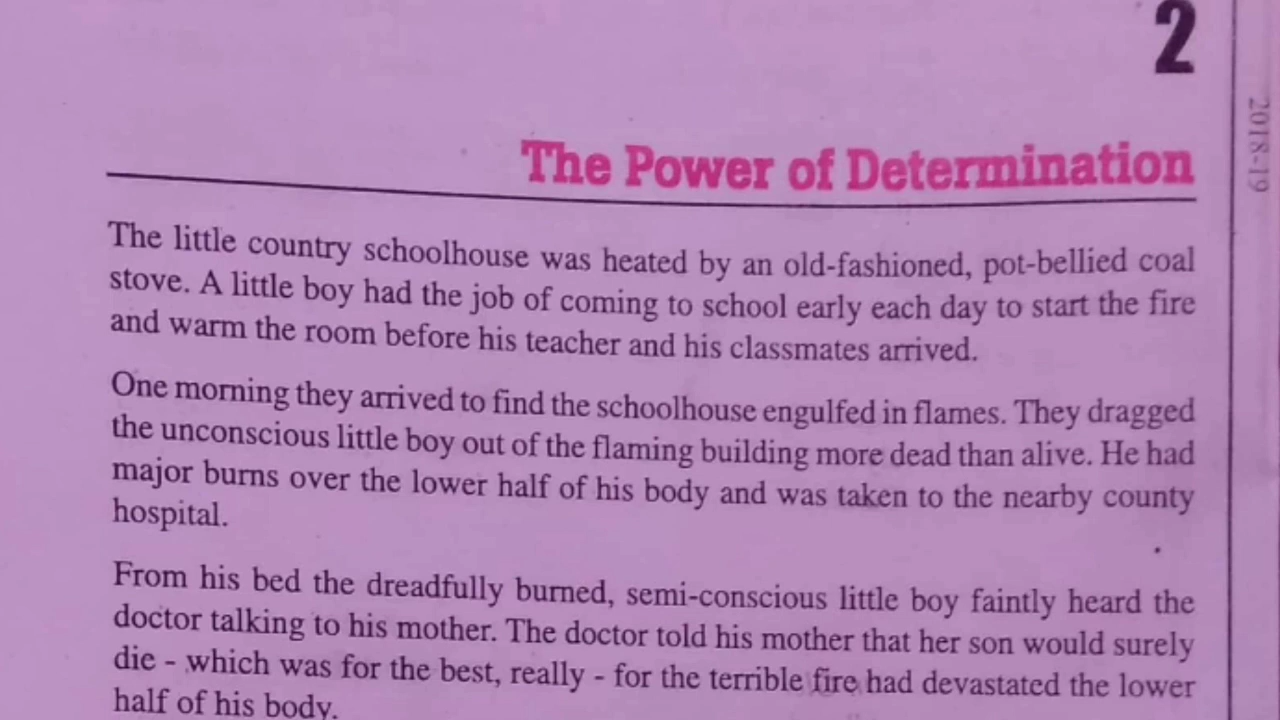 2
The Power of Determination
2018-19
The little country schoolhouse was heated by an old-fashioned, pot-bellied coal
stove. A little boy had the job of coming to school early each day to start the fire
and warm the room before his teacher and his classmates arrived.
One morning they arrived to find the schoolhouse engulfed in flames. They dragged
the unconscious little boy out of the flaming building more dead than alive. He had
major burns over the lower half of his body and was taken to the nearby county
hospital.
From his bed the dreadfully burned, semi-conscious little boy faintly heard the
doctor talking to his mother. The doctor told his mother that her son would surely
die - which was for the best, really - for the terrible fire had devastated the lower
half of his body.